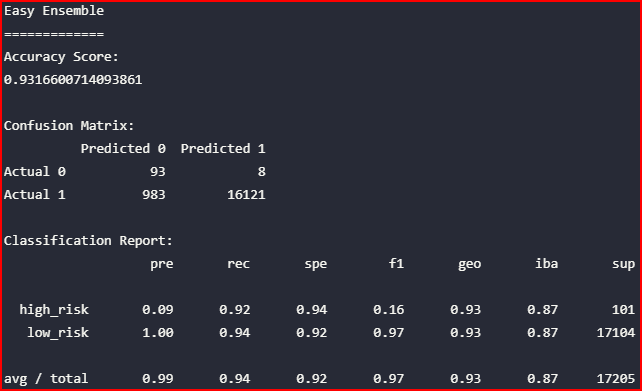 Easy Ensemble
=============
Accuracy Score:
0.9316600714093861
Confusion Matrix:
Predicted 0 Predicted 1
Actual 0 93 8
Actual 1 983 16121
Classification Report:
pre rec spe f1 geo iba sup
high_risk 0.09 0.92 0.94 0.16 0.93 0.87 101
low_risk 1.00 0.94 0.92 0.97 0.93 0.87 17104
avg / total 0.99 0.94 0.92 0.97 0.93 0.87 17205